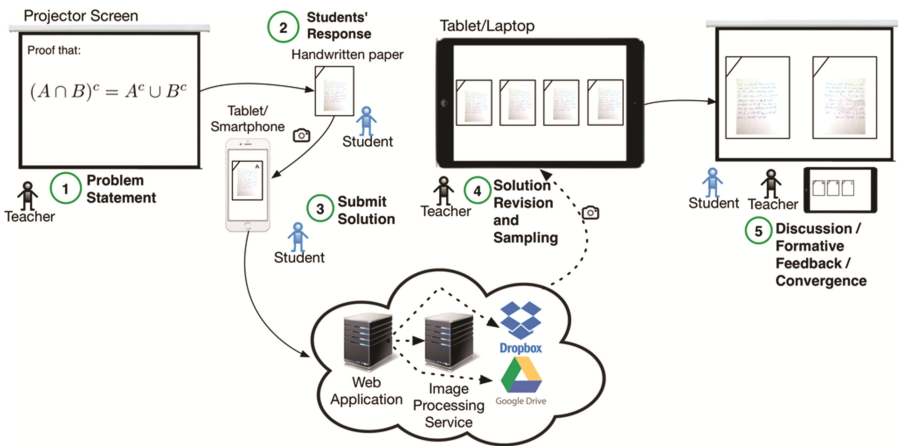 Projector Screen
Proof that:
(A ∩ B)ᶜ = Aᶜ ∪ Bᶜ
Teacher
1 Problem
Statement
2 Students'
Response
Handwritten paper
Student
Tablet/
Smartphone
3 Submit
Solution
Student
Web
Application
Image
Processing
Service
Dropbox
Google Drive
Tablet/Laptop
Teacher
4 Solution
Revision
and
Sampling
Student
Teacher
5 Discussion /
Formative
Feedback /
Convergence